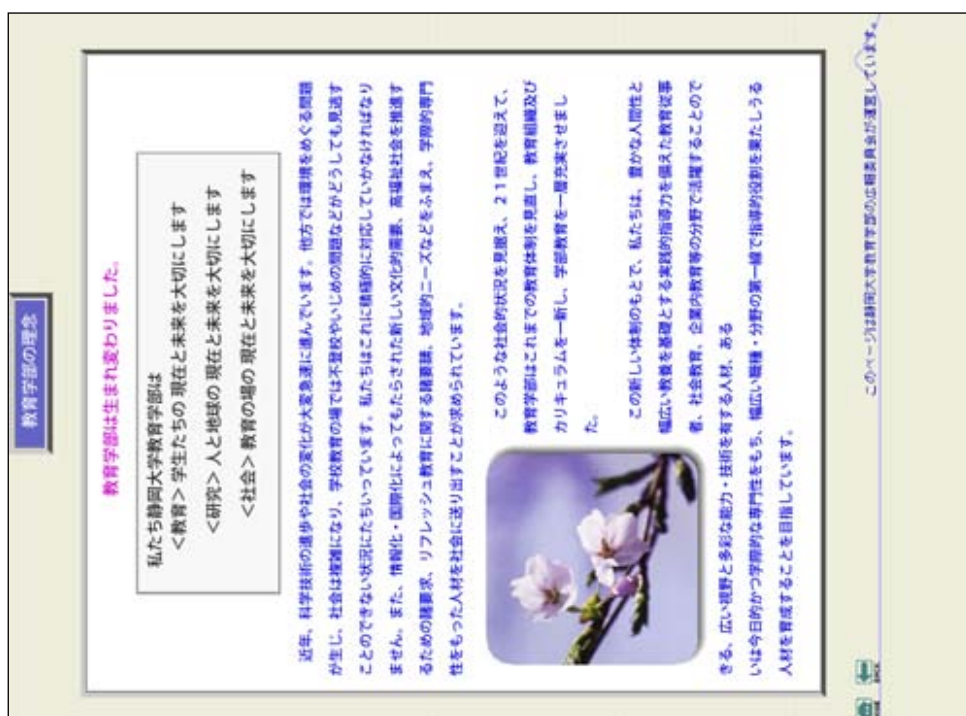 教育学部の理念
教育学部は生まれ変わりました。
私たち静岡大学教育学部は
＜教育＞ 学生たちの 現在と未来を大切にします
＜研究＞ 人と地球の 現在と未来を大切にします
＜社会＞ 教育の場の 現在と未来を大切にします
近年、科学技術の進歩や社会の変化が大変急速に進んでいます。他方では環境をめぐる問題
が生じ、社会は複雑になり、学校教育の場では不登校やいじめの問題などがどうしても見逃す
ことのできない状況にたちいっています。私たちはこれに積極的に対応していかなければなり
ません。また、情報化・国際化によってもたらされた新しい文化的需要、高福祉社会を推進す
るための諸要求、リフレッシュ教育に関する諸要請、地域的ニーズなどをふまえ、学際的専門
性をもった人材を社会に送り出すことが求められています。
このような社会的状況を見据え、２１世紀を迎えて、
教育学部はこれまでの教育体制を見直し、教育組織及び
カリキュラムを一新し、学部教育を一層充実させまし
た。
この新しい体制のもとで、私たちは、豊かな人間性と
幅広い教養を基礎とする実践的指導力を備えた教育従事
者、社会教育、企業内教育等の分野で活躍することので
きる、広い視野と多彩な能力・技術を有する人材、ある
いは今日的かつ学際的な専門性をもち、幅広い職種・分野の第一線で指導的役割を果たしうる
人材を育成することを目指しています。
このページは静岡大学教育学部の広報委員会が運営しています。